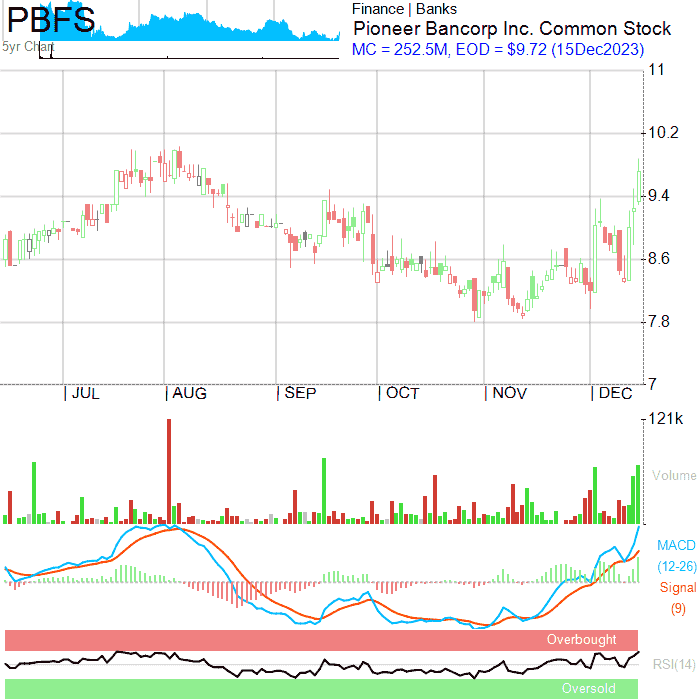 PBFS
5yr Chart
Finance | Banks
Pioneer Bancorp Inc. Common Stock
MC = 252.5M, EOD = $9.72 (15Dec2023)
11
10.2
9.4
8.6
7.8
7
| JUL | AUG | SEP | OCT | NOV | DEC
121k
Volume
MACD
(12-26)
Signal
(9)
Overbought
RSI(14)
Oversold